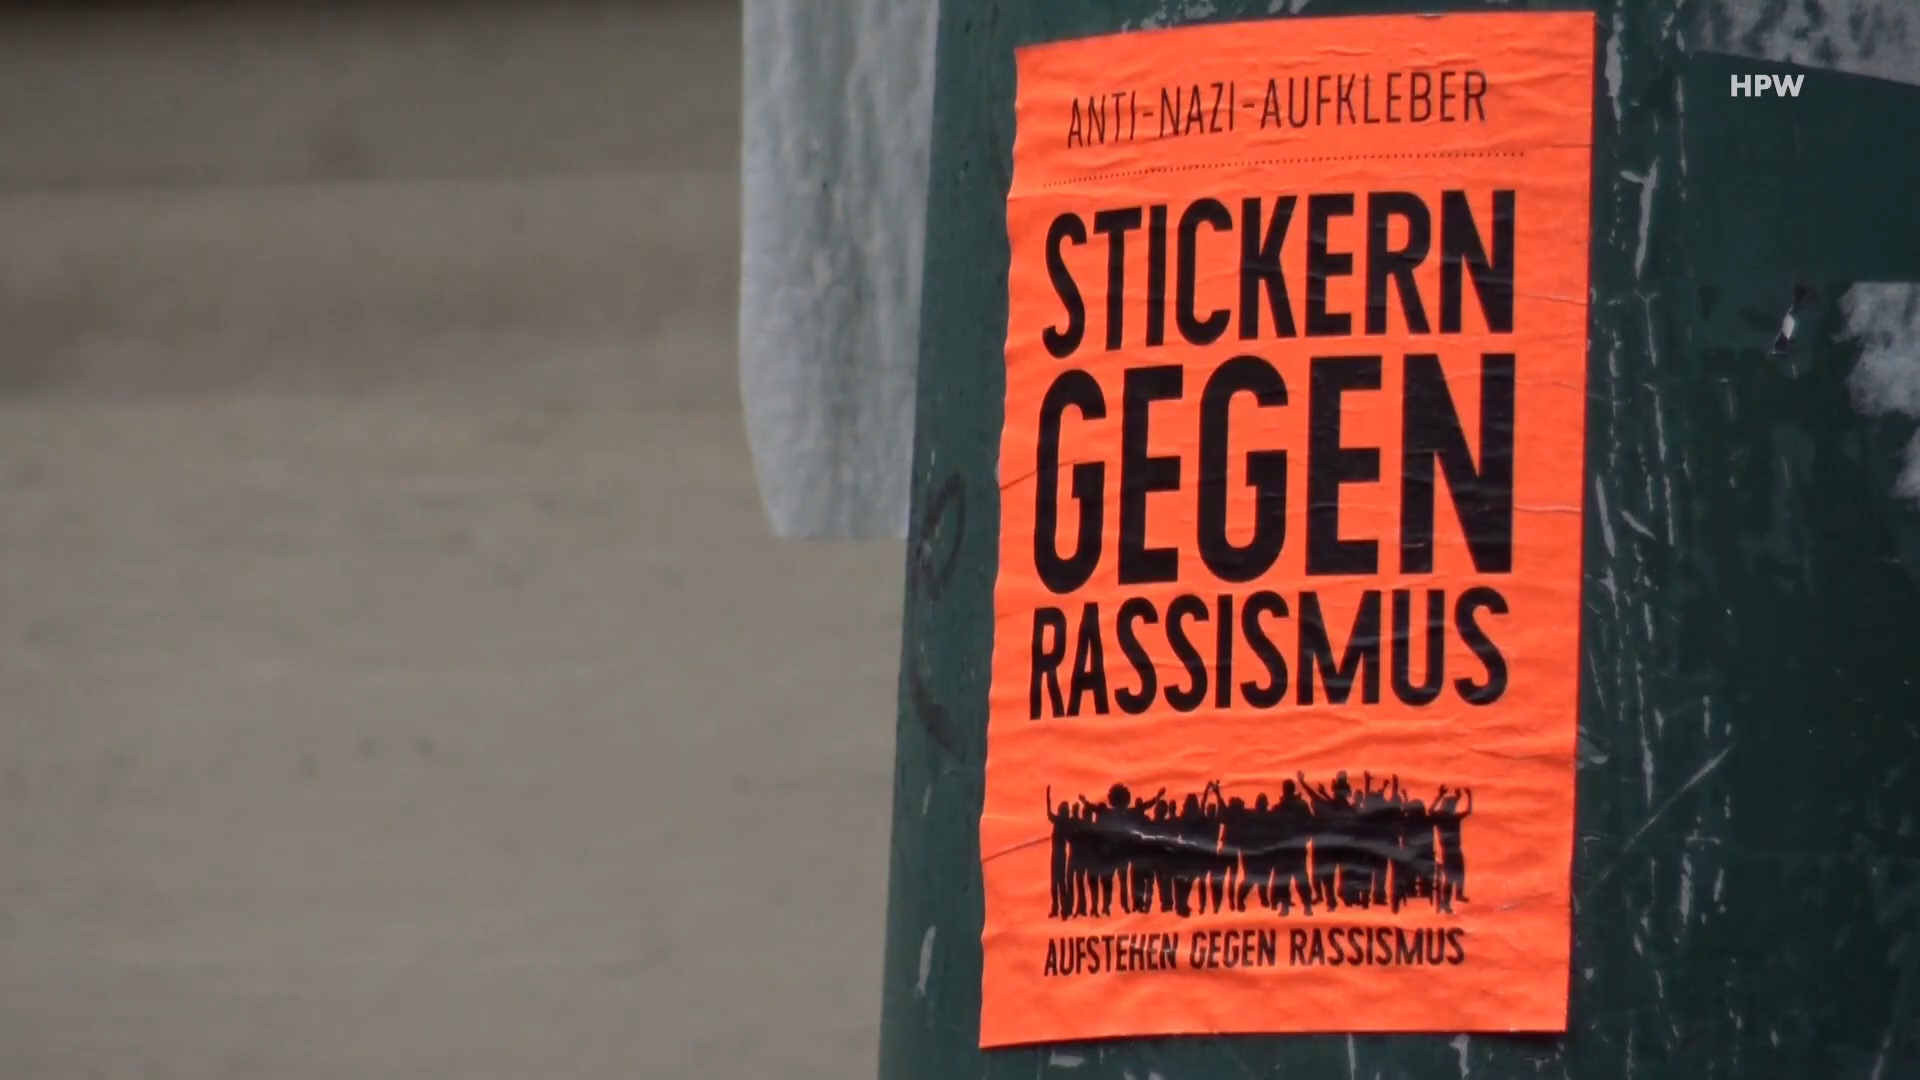 HPW
ANTI-NAZI-AUFKLEBER
STICKERN
GEGEN
RASSISMUS
AUFSTEHEN GEGEN RASSISMUS